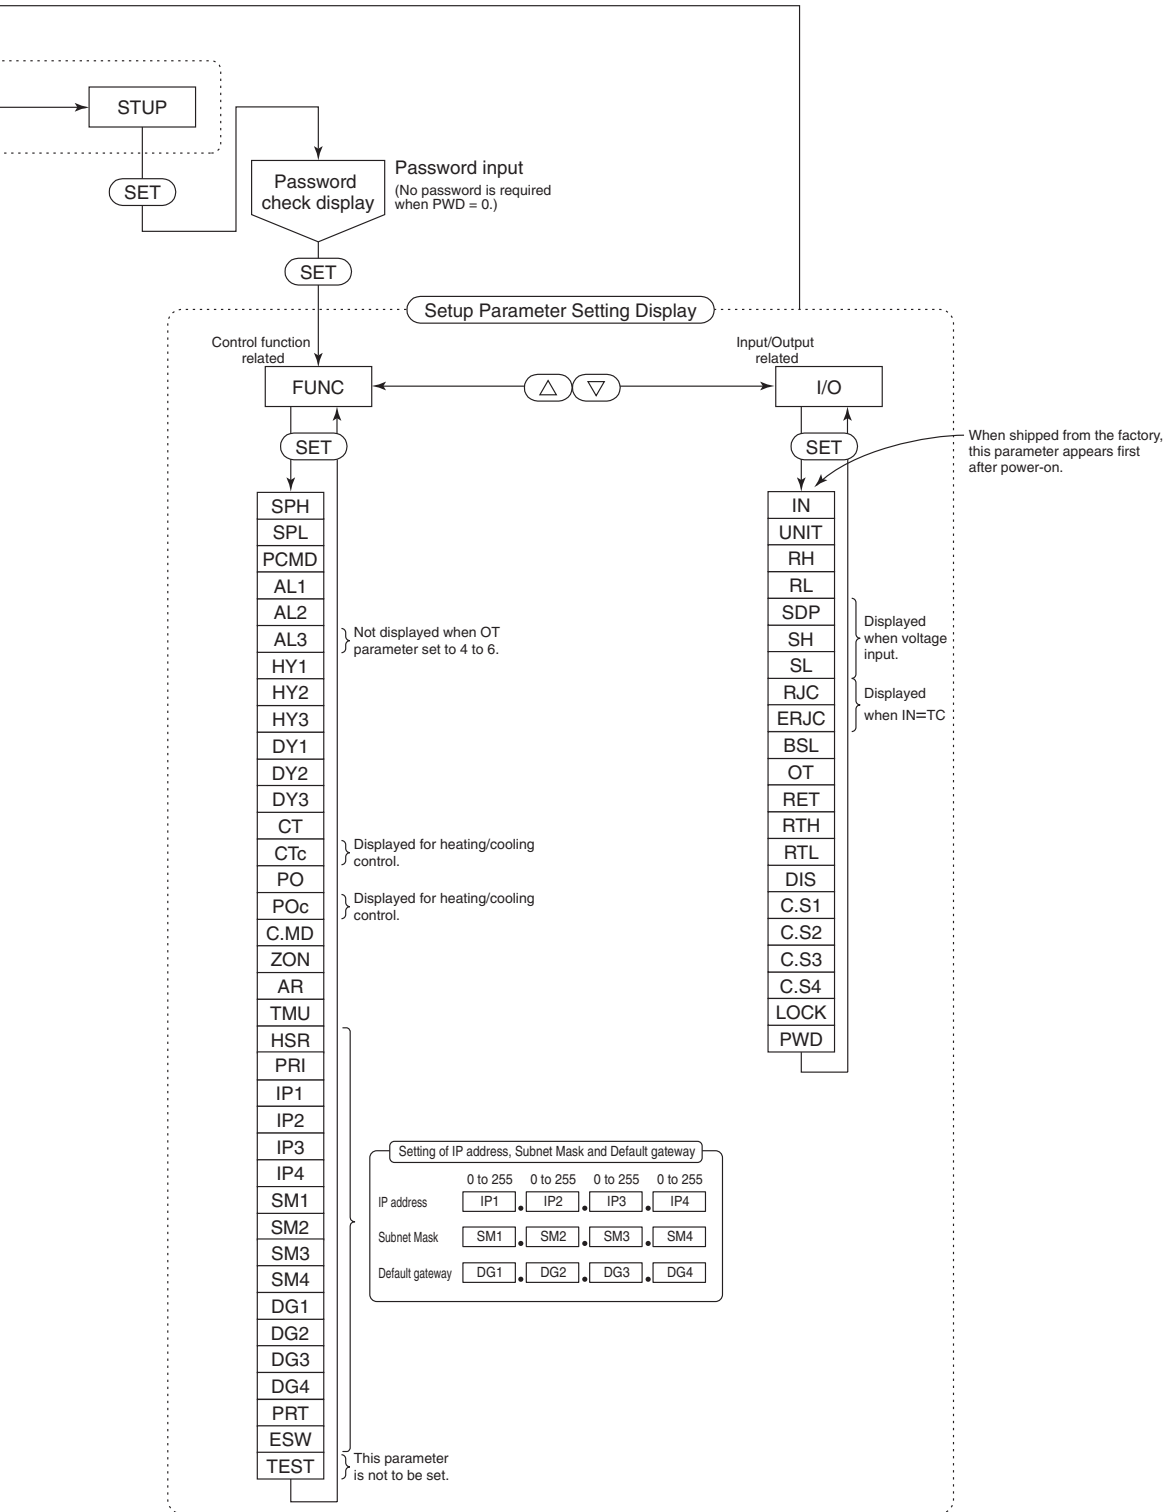 STUP
SET
Password
check display
Password input
(No password is required
when PWD = 0.)
SET
Setup Parameter Setting Display
Control function
related
FUNC
Input/Output
related
I/O
SET
SET
When shipped from the factory,
this parameter appears first
after power-on.
SPH
SPL
PCMD
AL1
AL2
AL3
Not displayed when OT
parameter set to 4 to 6.
HY1
HY2
HY3
DY1
DY2
DY3
CT
CTc
Displayed for heating/cooling
control.
PO
POc
Displayed for heating/cooling
control.
C.MD
ZON
AR
TMU
HSR
PRI
IP1
IP2
IP3
IP4
SM1
SM2
SM3
SM4
DG1
DG2
DG3
DG4
PRT
ESW
TEST
This parameter
is not to be set.
IN
UNIT
RH
RL
SDP
SH
SL
Displayed
when voltage
input.
RJC
ERJC
Displayed
when IN=TC
BSL
OT
RET
RTH
RTL
DIS
C.S1
C.S2
C.S3
C.S4
LOCK
PWD
Setting of IP address, Subnet Mask and Default gateway
0 to 255 0 to 255 0 to 255 0 to 255
IP address IP1 . IP2 . IP3 . IP4
Subnet Mask SM1 . SM2 . SM3 . SM4
Default gateway DG1 . DG2 . DG3 . DG4